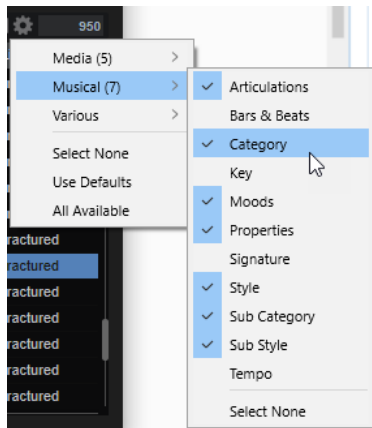 950
Media (5)
Musical (7)
Various
Select None
Use Defaults
All Available
Articulations
Bars & Beats
Category
Key
Moods
Properties
Signature
Style
Sub Category
Sub Style
Tempo
Select None
ractured
ractured
ractured
ractured
ractured
ractured
ractured